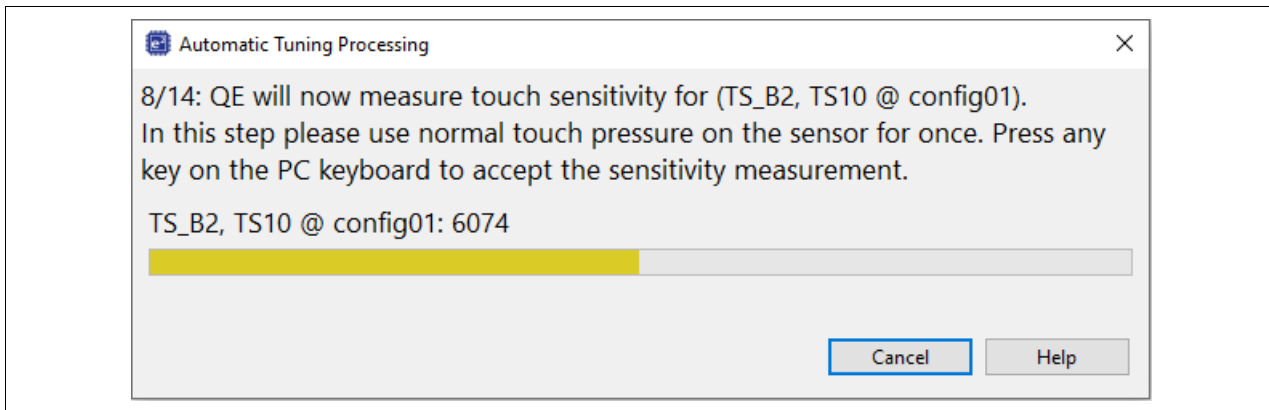 Automatic Tuning Processing
8/14: QE will now measure touch sensitivity for (TS_B2, TS10 @ config01).
In this step please use normal touch pressure on the sensor for once. Press any
key on the PC keyboard to accept the sensitivity measurement.
TS_B2, TS10 @ config01: 6074
Cancel Help